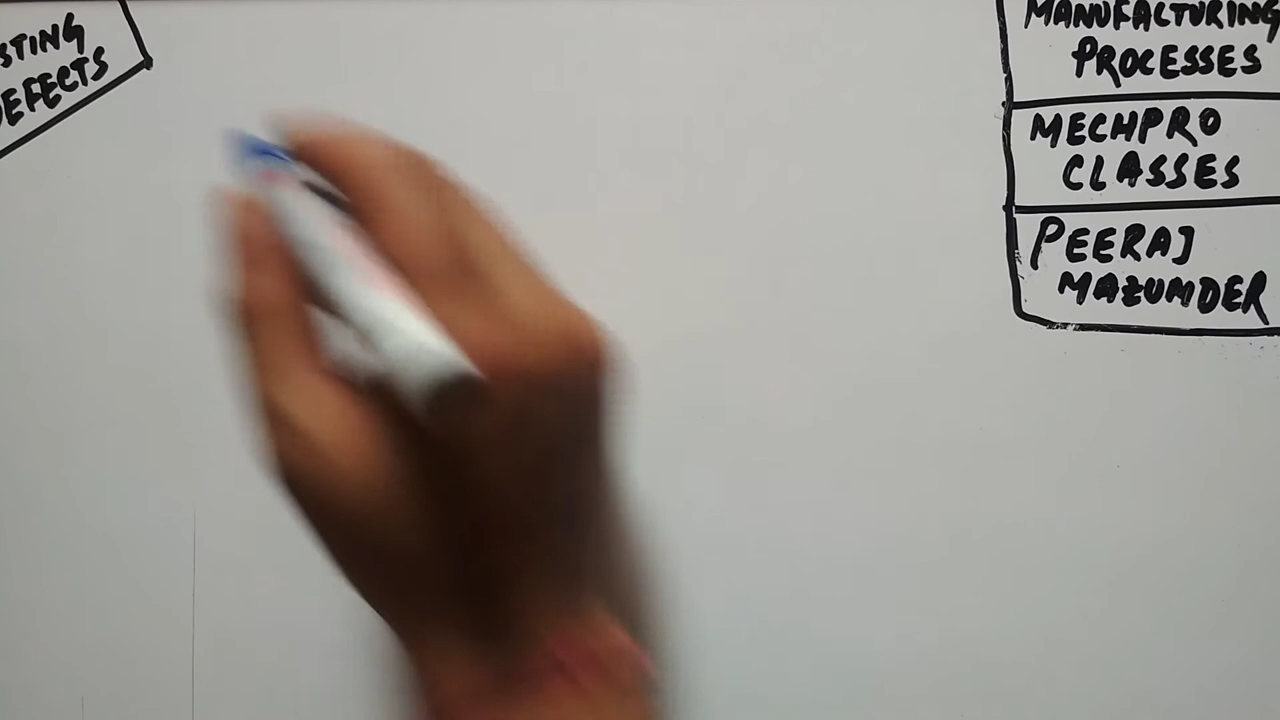 STING
EFECTS
MANUFACTURING
PROCESSES
MECHPRO
CLASSES
PEERAJ
MAZUMDER